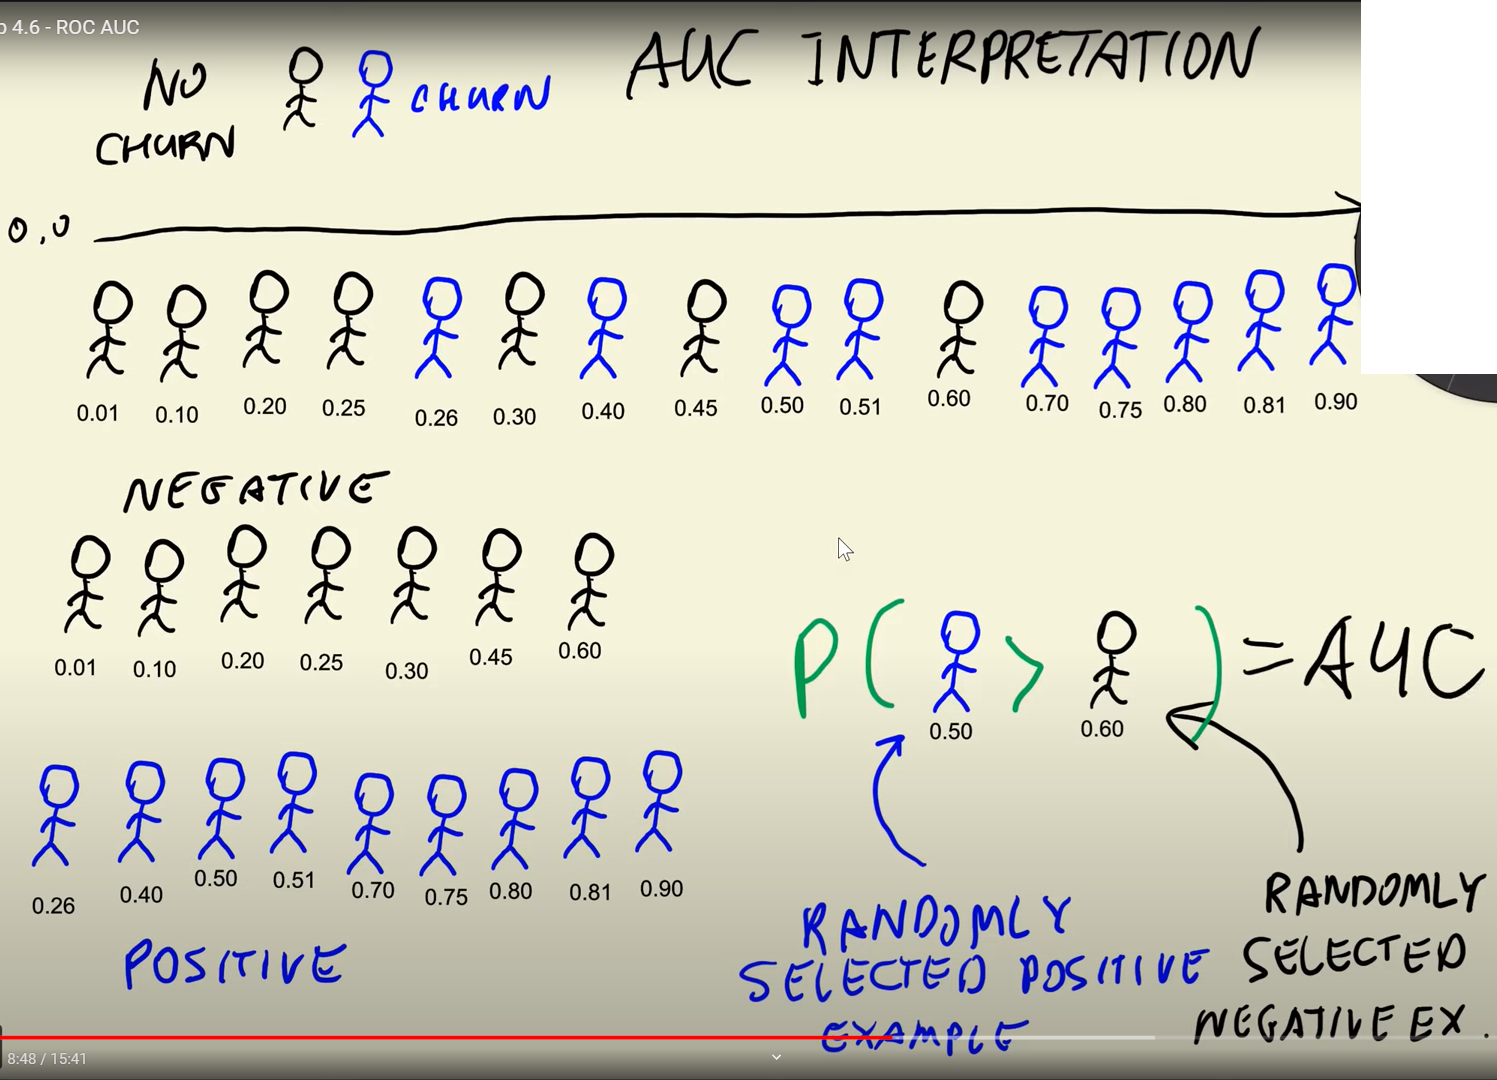 p 4.6 - ROC AUC
AUC INTERPRETATION
NO
CHURN
CHURN
0,0
0.01 0.10 0.20 0.25 0.26 0.30 0.40 0.45 0.50 0.51 0.60 0.70 0.75 0.80 0.81 0.90
NEGATIVE
0.01 0.10 0.20 0.25 0.30 0.45 0.60
P( > ) = AUC
0.50 0.60
0.26 0.40 0.50 0.51 0.70 0.75 0.80 0.81 0.90
POSITIVE
RANDOMLY
SELECTED POSITIVE
EXAMPLE
RANDOMLY
SELECTED
NEGATIVE EX.
8:48 / 15:41